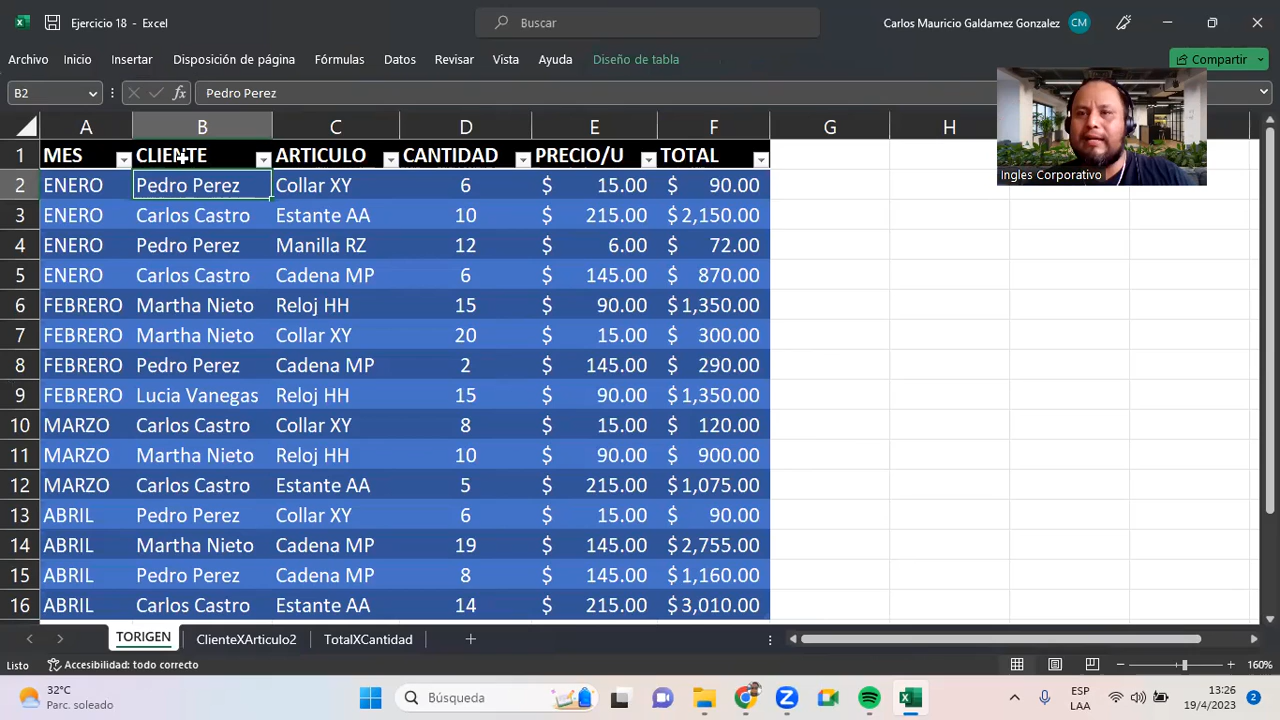 Ejercicio 18 - Excel
Buscar
Carlos Mauricio Galdamez Gonzalez CM
Archivo Inicio Insertar Disposición de página Fórmulas Datos Revisar Vista Ayuda Diseño de tabla Compartir
B2 fx Pedro Perez
Ingles Corporativo
A B C D E F G H
1 MES CLIENTE ARTICULO CANTIDAD PRECIO/U TOTAL
2 ENERO Pedro Perez Collar XY 6 $ 15.00 $ 90.00
3 ENERO Carlos Castro Estante AA 10 $ 215.00 $ 2,150.00
4 ENERO Pedro Perez Manilla RZ 12 $ 6.00 $ 72.00
5 ENERO Carlos Castro Cadena MP 6 $ 145.00 $ 870.00
6 FEBRERO Martha Nieto Reloj HH 15 $ 90.00 $ 1,350.00
7 FEBRERO Martha Nieto Collar XY 20 $ 15.00 $ 300.00
8 FEBRERO Pedro Perez Cadena MP 2 $ 145.00 $ 290.00
9 FEBRERO Lucia Vanegas Reloj HH 15 $ 90.00 $ 1,350.00
10 MARZO Carlos Castro Collar XY 8 $ 15.00 $ 120.00
11 MARZO Martha Nieto Reloj HH 10 $ 90.00 $ 900.00
12 MARZO Carlos Castro Estante AA 5 $ 215.00 $ 1,075.00
13 ABRIL Pedro Perez Collar XY 6 $ 15.00 $ 90.00
14 ABRIL Martha Nieto Cadena MP 19 $ 145.00 $ 2,755.00
15 ABRIL Pedro Perez Cadena MP 8 $ 145.00 $ 1,160.00
16 ABRIL Carlos Castro Estante AA 14 $ 215.00 $ 3,010.00
TORIGEN ClienteXArticulo2 TotalXCantidad
Listo Accesibilidad: todo correcto 160%
32°C
Parc. soleado
Búsqueda
ESP
LAA
13:26
19/4/2023
2